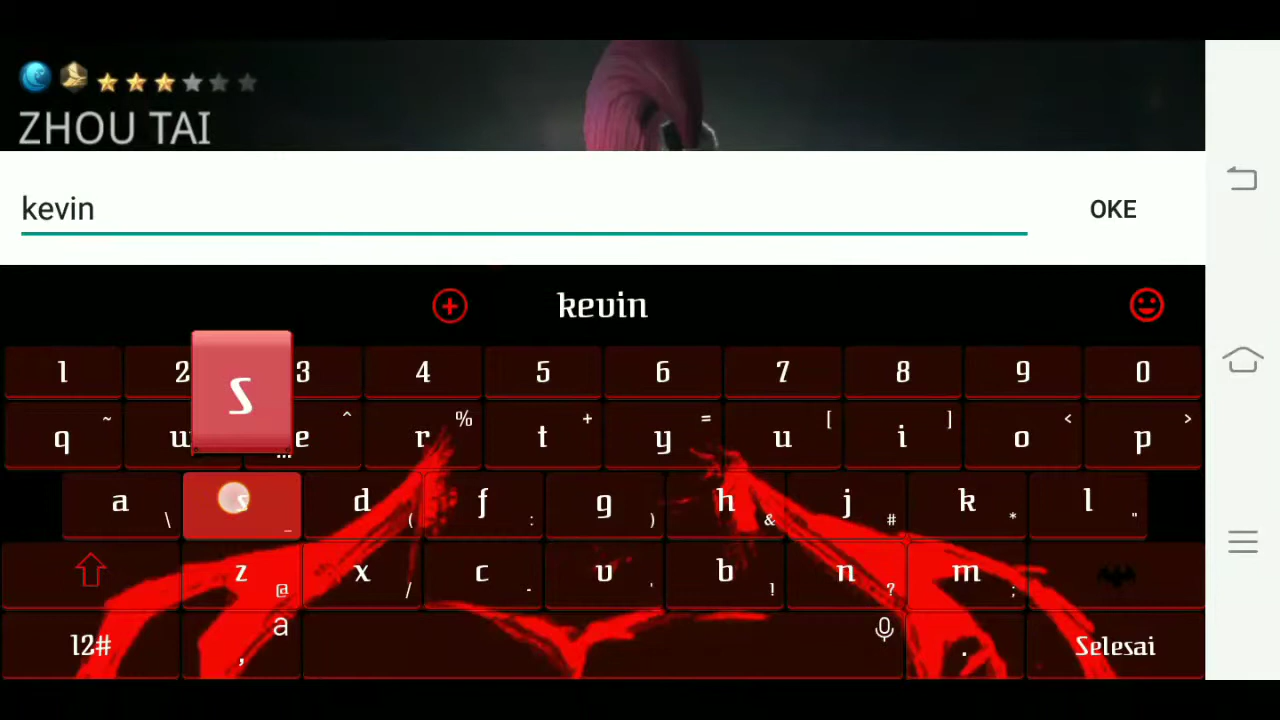 ZHOU TAI
kevin
OKE
kevin
1 2 3 4 5 6 7 8 9 0
q ~ w e ^ r % t + y = u [ i ] o < p >
S
a \ s _ d ( f : g ) h & j # k * l "
z @ x / c - v ' b ! n ? m ;
12# , a . Selesai